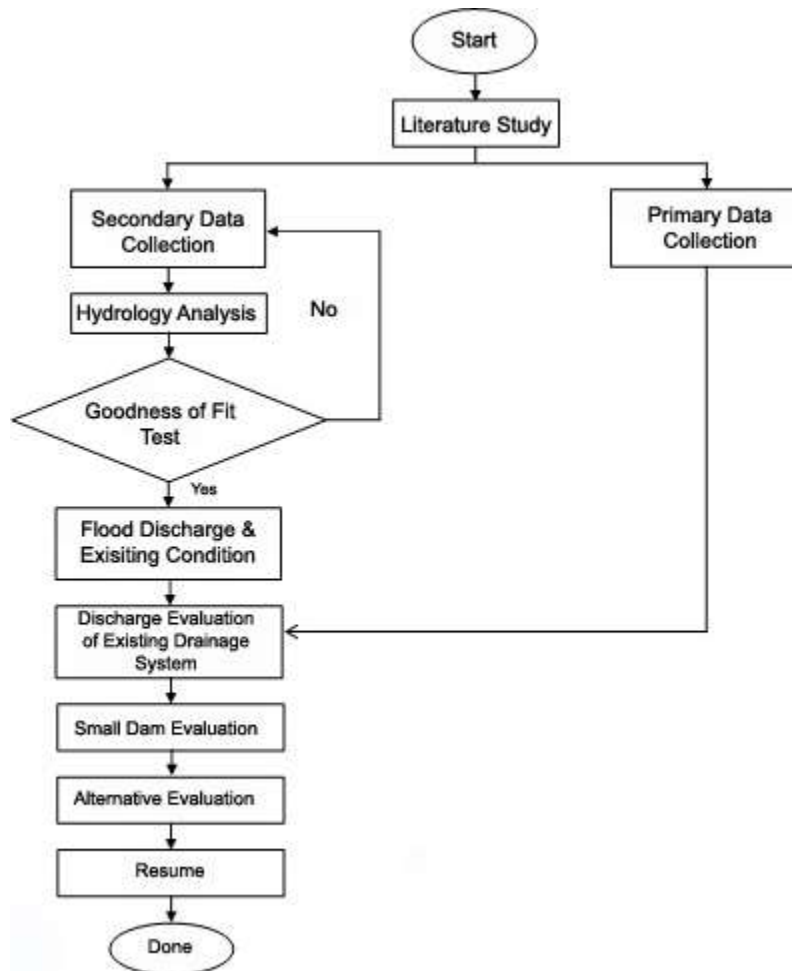 Start
Literature Study
Secondary Data
Collection
Primary Data
Collection
Hydrology Analysis
No
Goodness of Fit
Test
Yes
Flood Discharge &
Exisiting Condition
Discharge Evaluation
of Existing Drainage
System
Small Dam Evaluation
Alternative Evaluation
Resume
Done